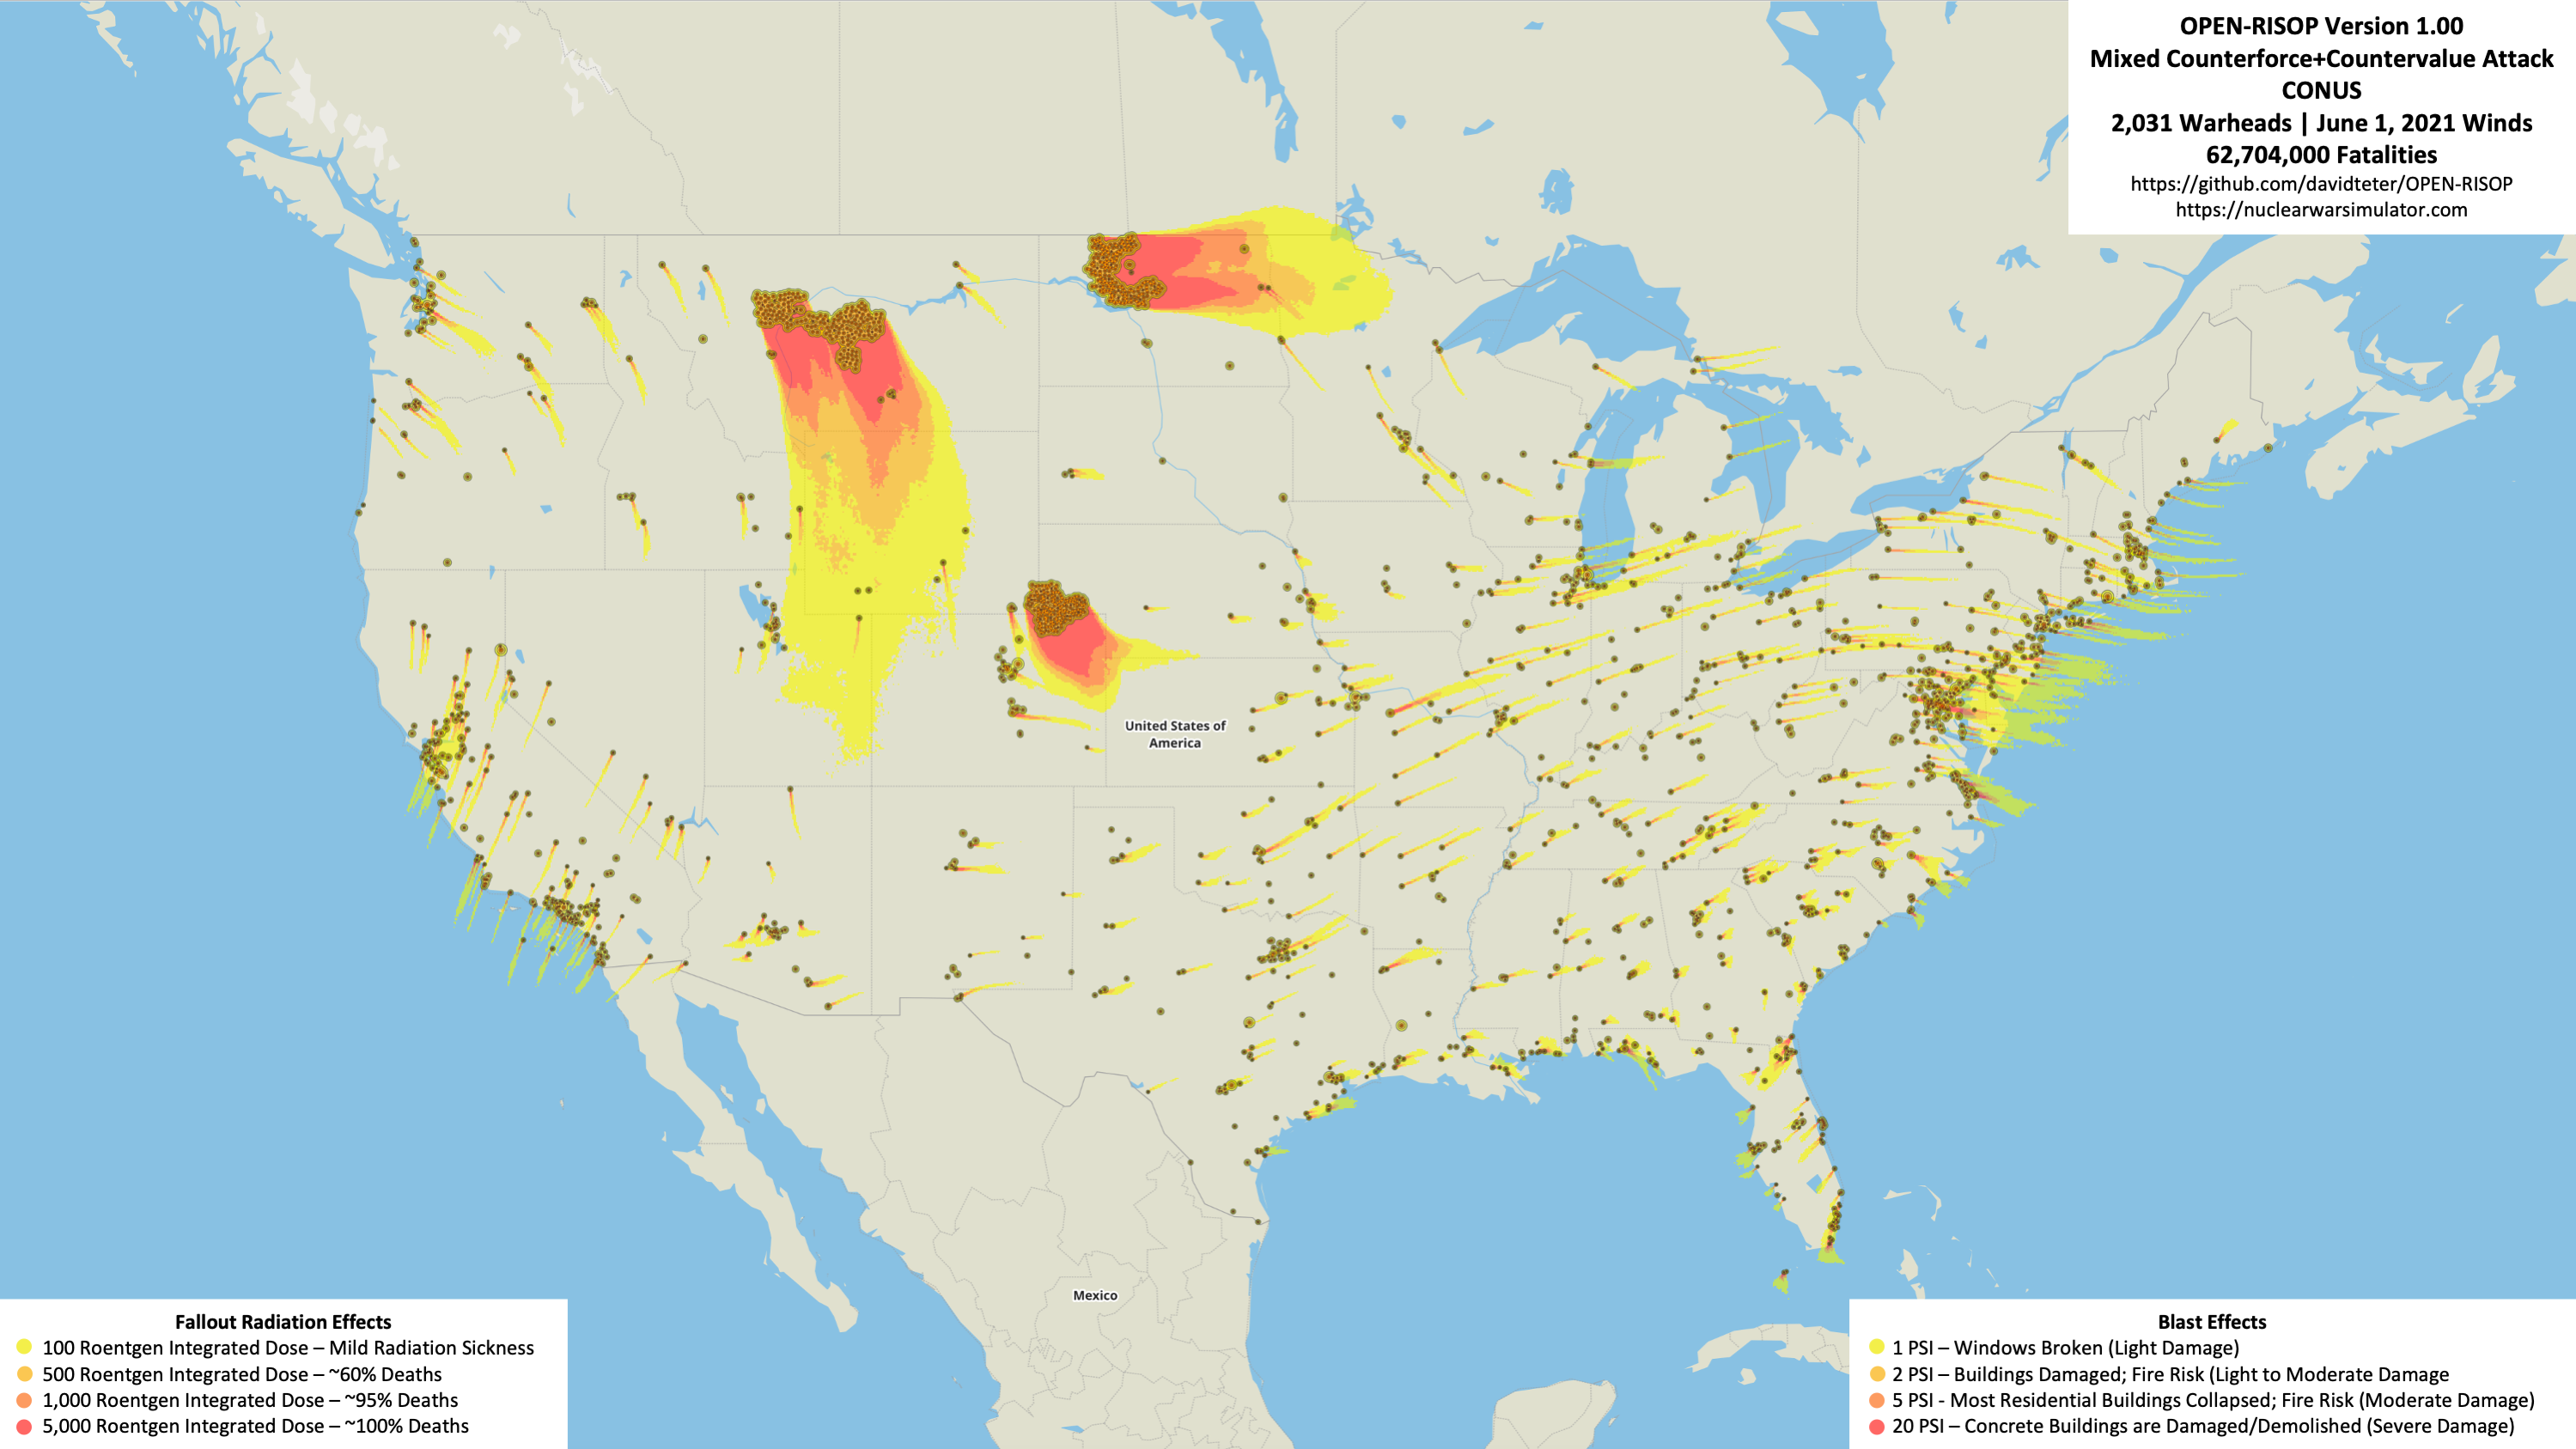 OPEN-RISOP Version 1.00
Mixed Counterforce+Countervalue Attack
CONUS
2,031 Warheads | June 1, 2021 Winds
62,704,000 Fatalities
https://github.com/davidteter/OPEN-RISOP
https://nuclearwarsimulator.com
United States of
America
Mexico
Fallout Radiation Effects
100 Roentgen Integrated Dose – Mild Radiation Sickness
500 Roentgen Integrated Dose – ~60% Deaths
1,000 Roentgen Integrated Dose – ~95% Deaths
5,000 Roentgen Integrated Dose – ~100% Deaths
Blast Effects
1 PSI – Windows Broken (Light Damage)
2 PSI – Buildings Damaged; Fire Risk (Light to Moderate Damage
5 PSI - Most Residential Buildings Collapsed; Fire Risk (Moderate Damage)
20 PSI – Concrete Buildings are Damaged/Demolished (Severe Damage)